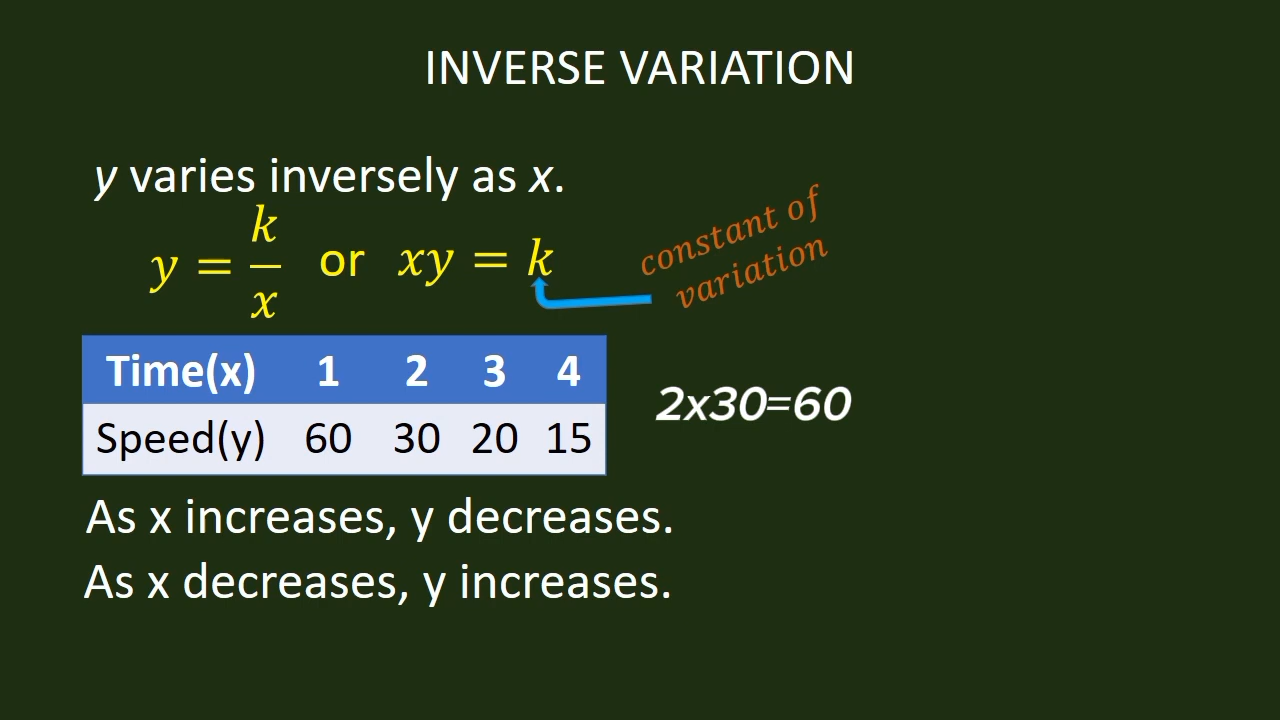 INVERSE VARIATION
y varies inversely as x.
y = k/x or xy = k
constant of
variation
Time(x) 1 2 3 4
Speed(y) 60 30 20 15
2x30=60
As x increases, y decreases.
As x decreases, y increases.